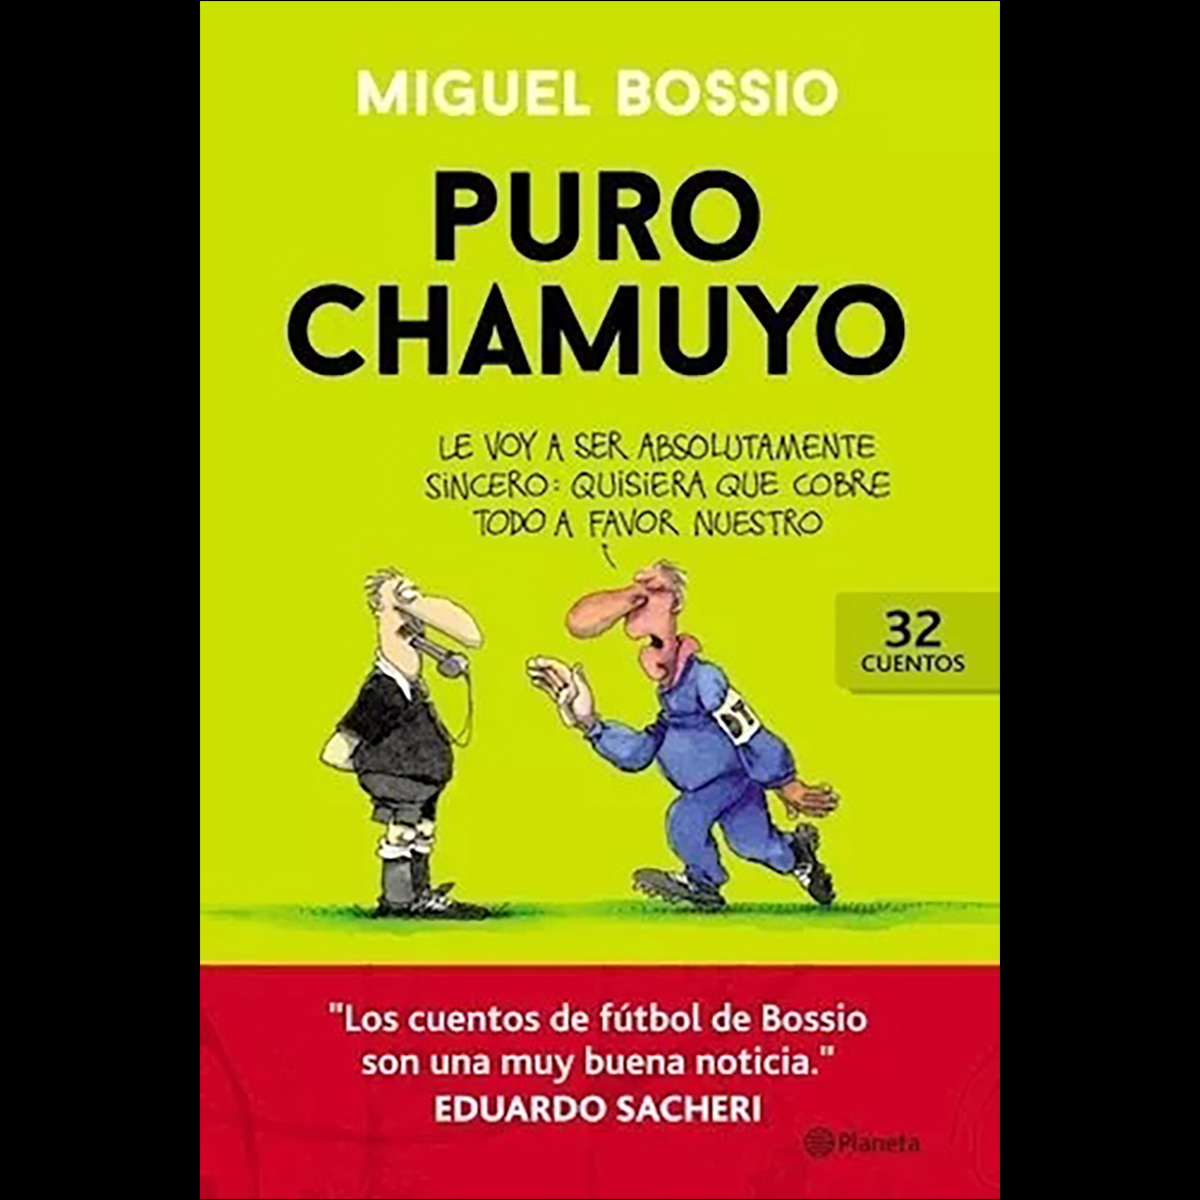 MIGUEL BOSSIO
PURO
CHAMUYO
LE VOY A SER ABSOLUTAMENTE
SINCERO: QUISIERA QUE COBRE
TODO A FAVOR NUESTRO
32
CUENTOS
DT
"Los cuentos de fútbol de Bossio
son una muy buena noticia."
EDUARDO SACHERI
Planeta